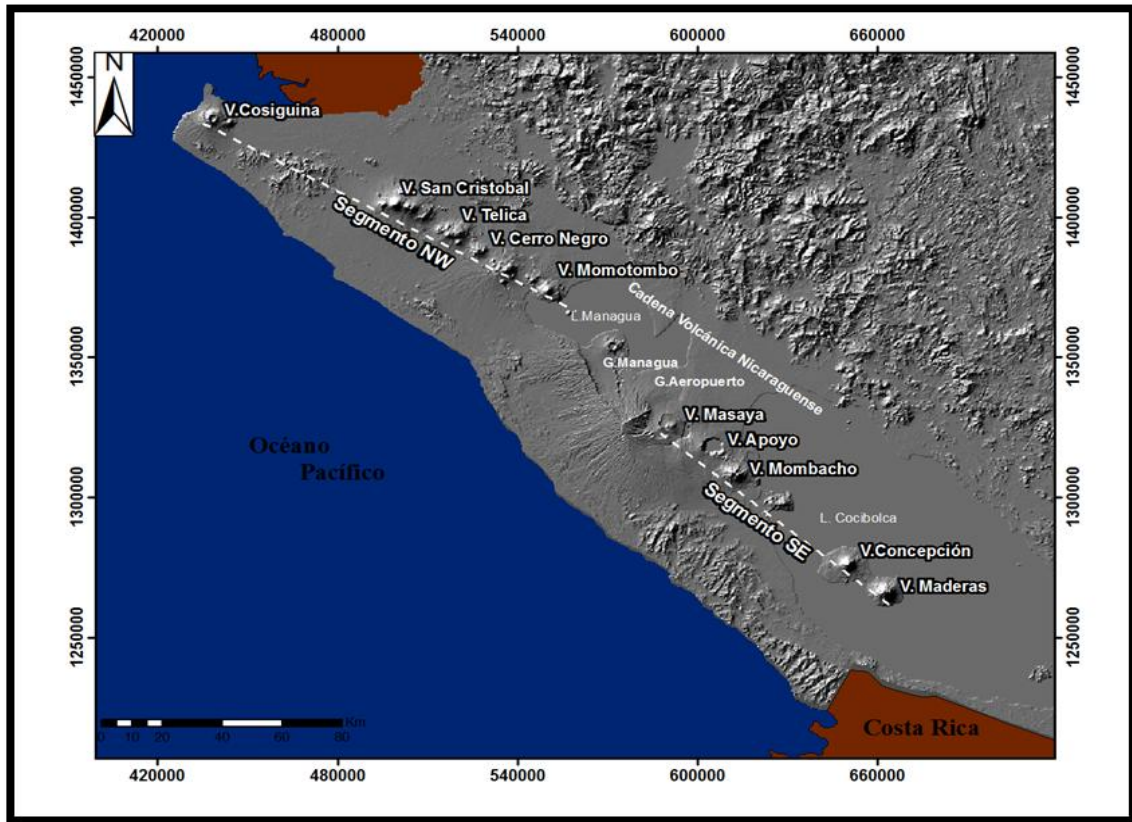 420000 480000 540000 600000 660000
N
1450000 1450000
V.Cosiguina
V. San Cristobal
1400000 1400000
V. Telica
Segmento NW
V. Cerro Negro
V. Momotombo
Cadena Volcánica Nicaraguense
L.Managua
1350000 1350000
G.Managua
G.Aeropuerto
V. Masaya
V. Apoyo
Océano
Pacífico
V. Mombacho
1300000 1300000
Segmento SE
L. Cocibolca
V.Concepción
V. Maderas
1250000 1250000
Km
0 10 20 40 60 80
Costa Rica
420000 480000 540000 600000 660000